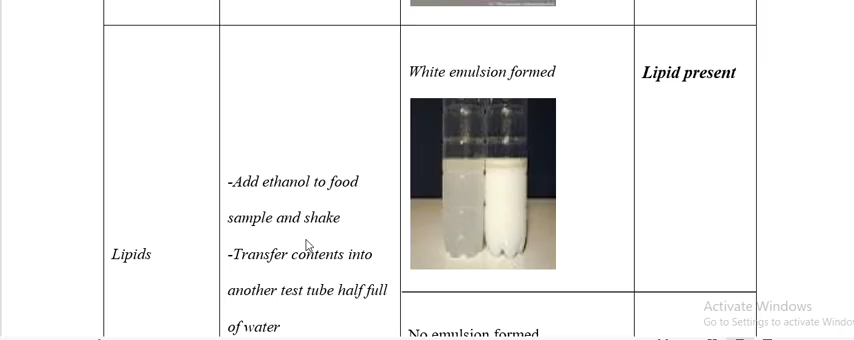 White emulsion formed
Lipid present
-Add ethanol to food
sample and shake
Lipids
-Transfer contents into
another test tube half full
of water
No emulsion formed
Activate Windows
Go to Settings to activate Windo